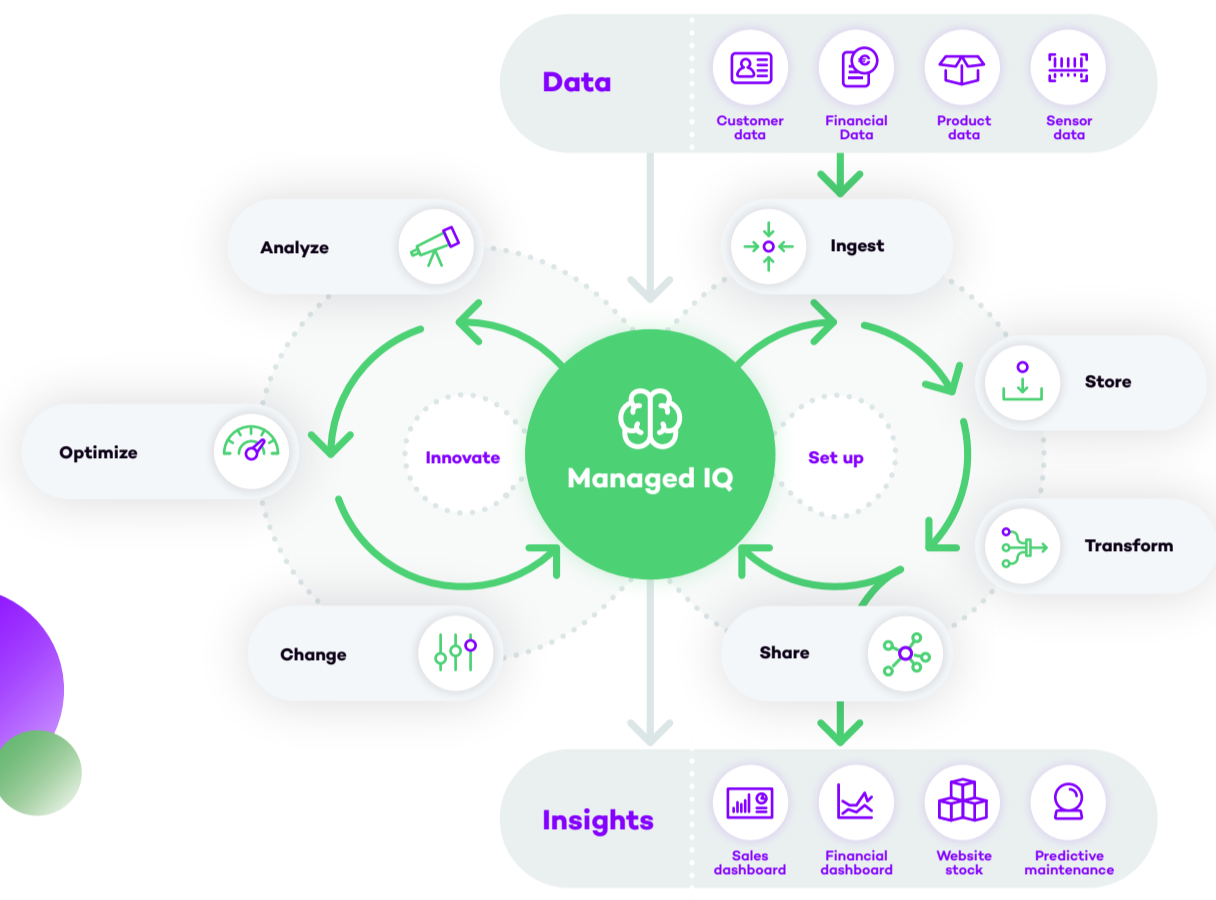 Data
Customer
data
Financial
Data
Product
data
Sensor
data
Analyze
Ingest
Store
Optimize
Innovate
Managed IQ
Set up
Transform
Change
Share
Insights
Sales
dashboard
Financial
dashboard
Website
stock
Predictive
maintenance